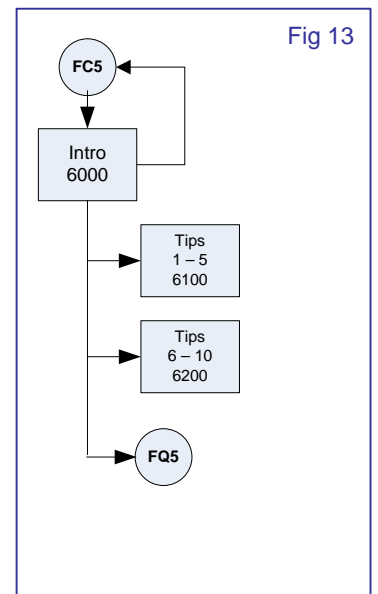 Fig 13
FC5
Intro
6000
Tips
1 – 5
6100
Tips
6 – 10
6200
FQ5